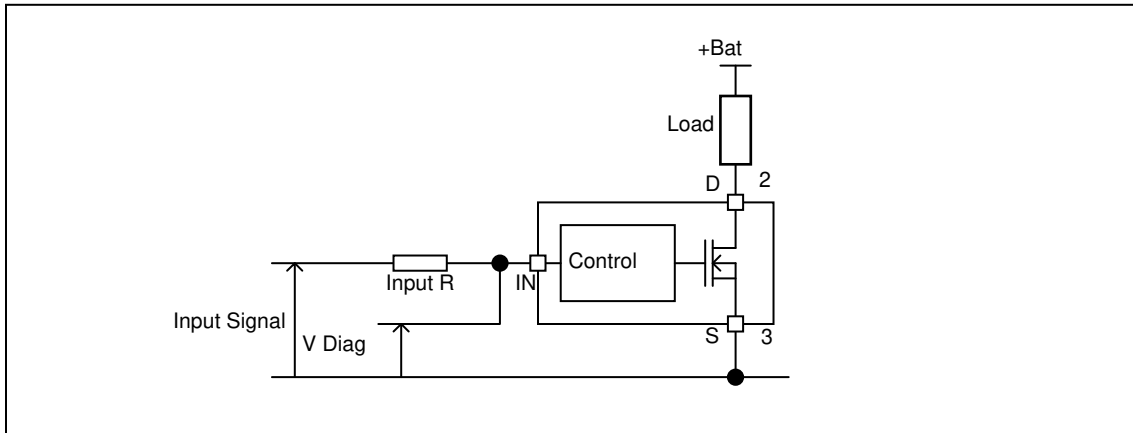 +Bat
Load
D 2
Control
Input R IN
Input Signal
V Diag
S 3